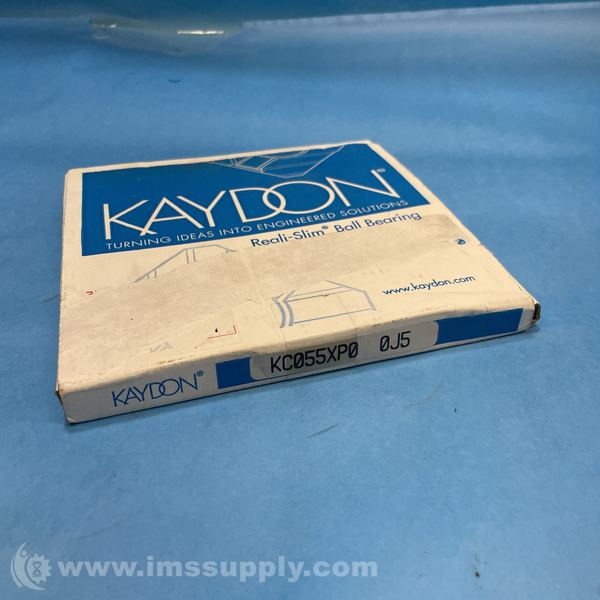 KAYDON®
TURNING IDEAS INTO ENGINEERED SOLUTIONS
Reali-Slim® Ball Bearing
www.kaydon.com
KAYDON®
KC055XP0 0J5
www.imssupply.com